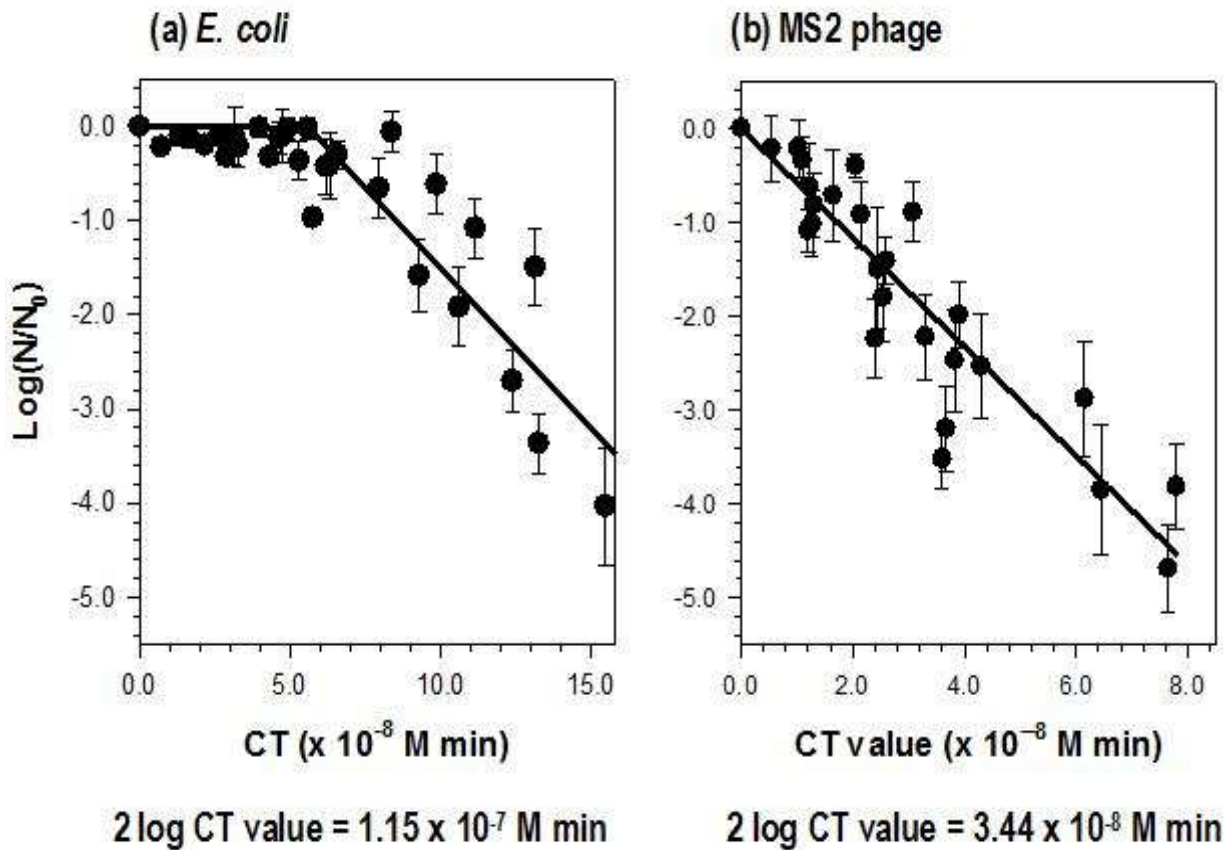 (a) E. coli
(b) MS2 phage
Log(N/N₀)
0.0
-1.0
-2.0
-3.0
-4.0
-5.0
0.0 5.0 10.0 15.0
CT (x 10⁻⁸ M min)
2 log CT value = 1.15 x 10⁻⁷ M min
0.0
-1.0
-2.0
-3.0
-4.0
-5.0
0.0 2.0 4.0 6.0 8.0
CT value (x 10⁻⁸ M min)
2 log CT value = 3.44 x 10⁻⁸ M min